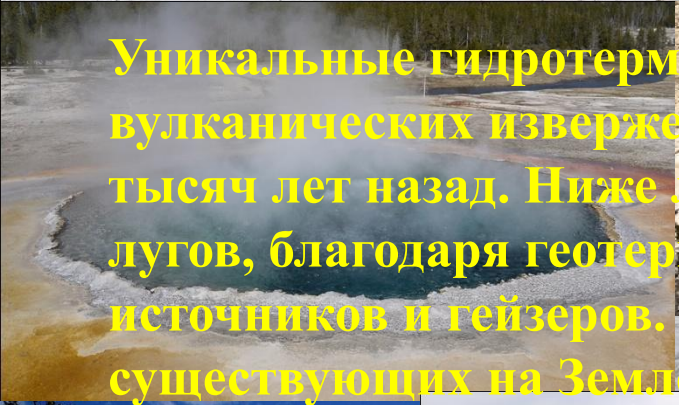 Уникальные гидротерм
вулканических изверже
тысяч лет назад. Ниже
лугов, благодаря геотер
источников и гейзеров.
существующих на Земл